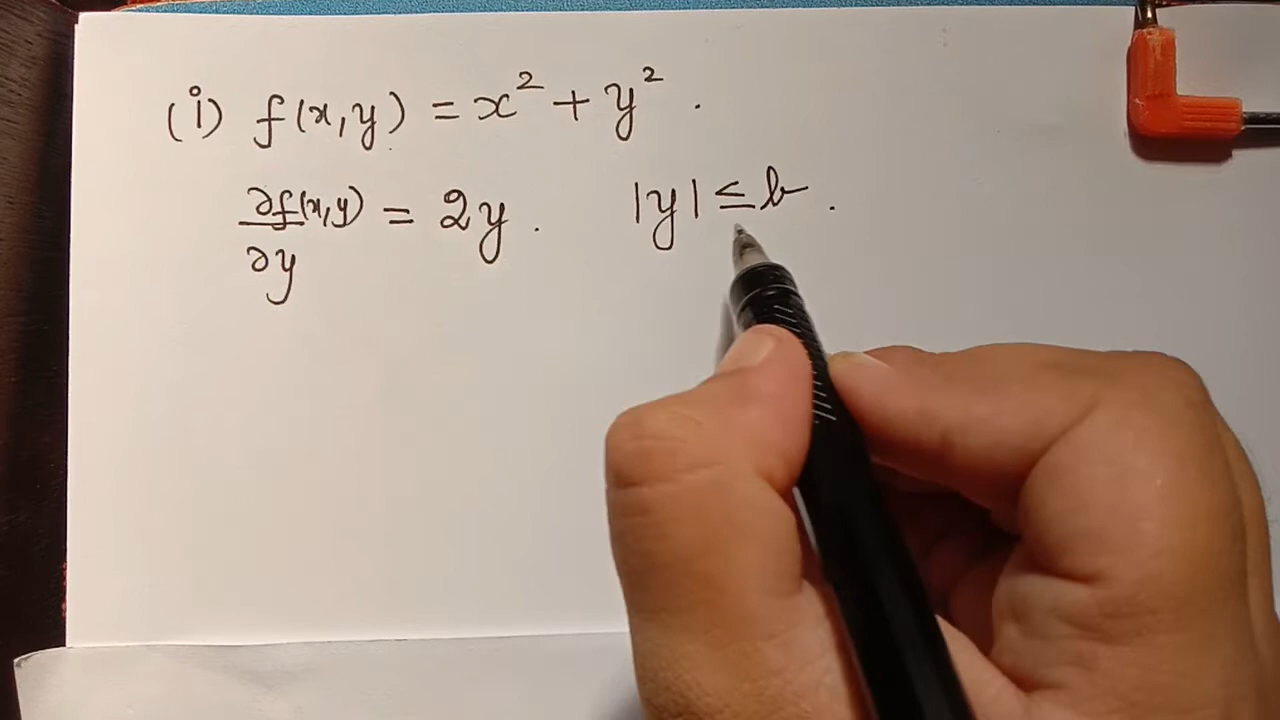 (i) f(x,y) = x² + y² .
∂f(x,y)/∂y = 2y . |y| ≤ b .